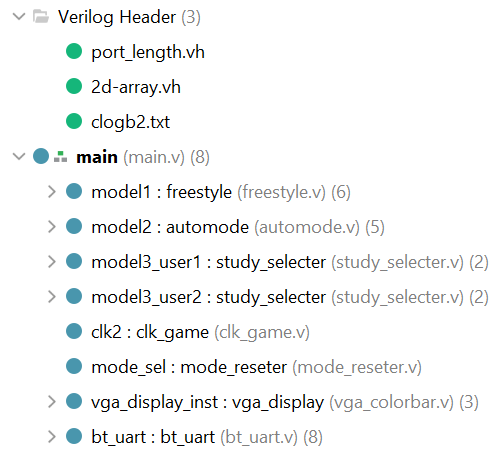 Verilog Header (3)
port_length.vh
2d-array.vh
clogb2.txt
main (main.v) (8)
model1 : freestyle (freestyle.v) (6)
model2 : automode (automode.v) (5)
model3_user1 : study_selecter (study_selecter.v) (2)
model3_user2 : study_selecter (study_selecter.v) (2)
clk2 : clk_game (clk_game.v)
mode_sel : mode_reseter (mode_reseter.v)
vga_display_inst : vga_display (vga_colorbar.v) (3)
bt_uart : bt_uart (bt_uart.v) (8)